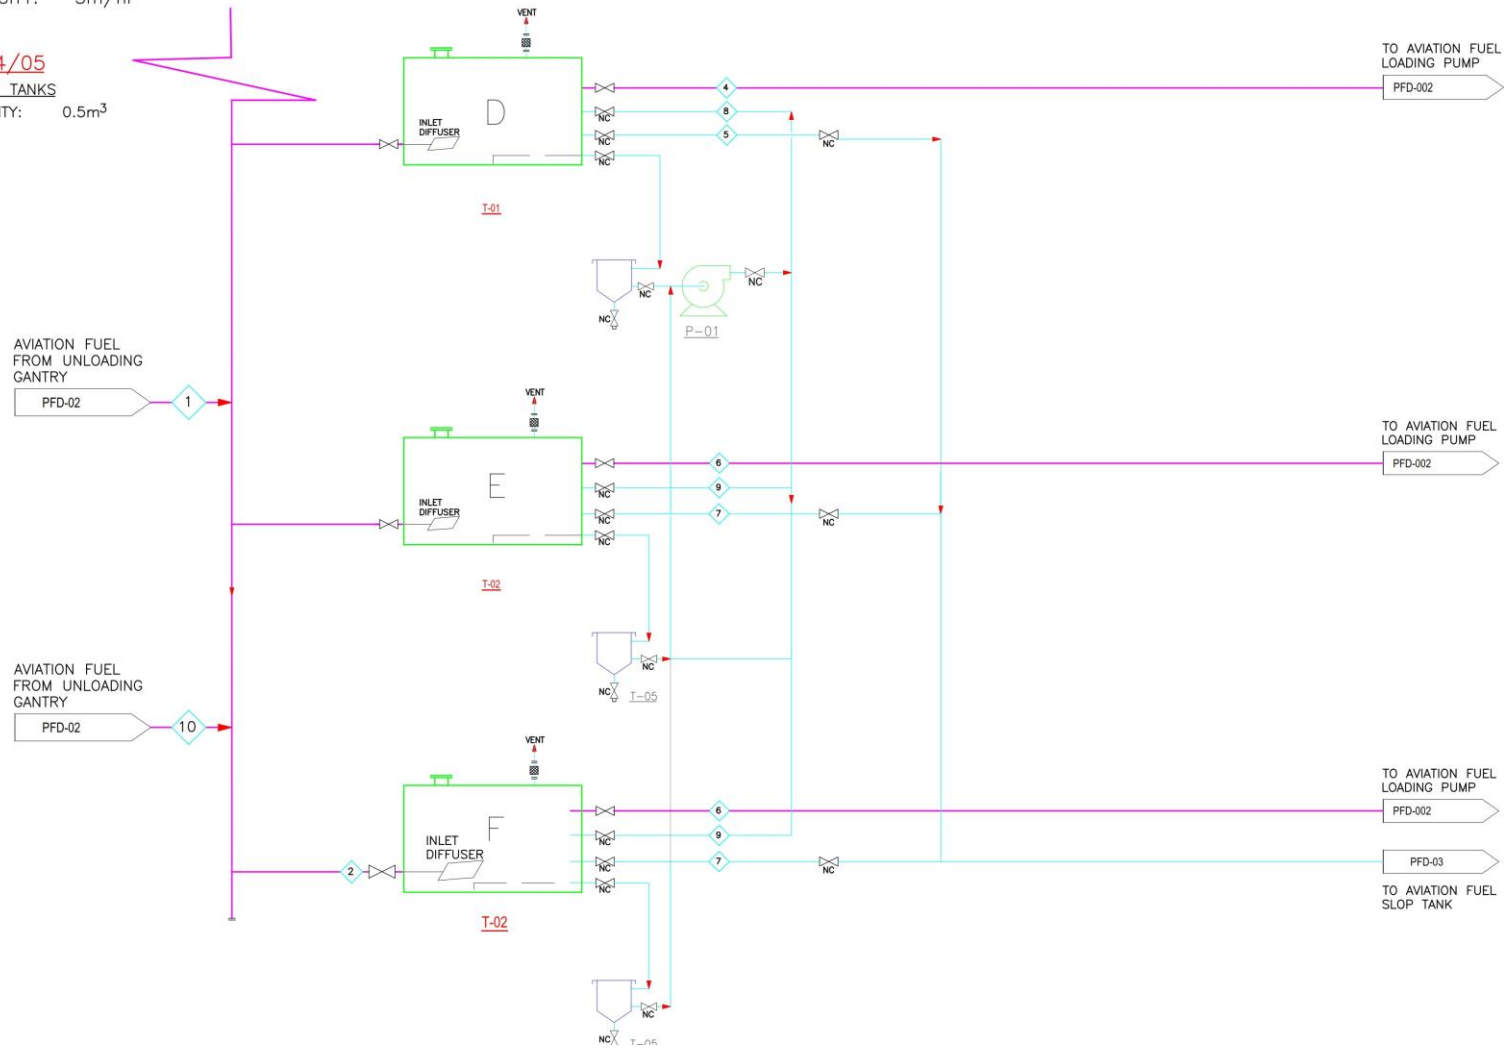 4/05
TANKS
ITY: 0.5m³
VENT
TO AVIATION FUEL
LOADING PUMP
PFD-002
D
INLET
DIFFUSER
4
8
5
NC
NC
NC
NC
T-01
NC
NC
NC
P-01
AVIATION FUEL
FROM UNLOADING
GANTRY
PFD-02
1
VENT
TO AVIATION FUEL
LOADING PUMP
PFD-002
E
INLET
DIFFUSER
6
9
7
NC
NC
NC
NC
T-02
NC
NC
T-05
AVIATION FUEL
FROM UNLOADING
GANTRY
PFD-02
10
VENT
TO AVIATION FUEL
LOADING PUMP
PFD-002
F
INLET
DIFFUSER
2
6
9
7
NC
NC
NC
NC
PFD-03
TO AVIATION FUEL
SLOP TANK
T-02
NC
NC
T-05